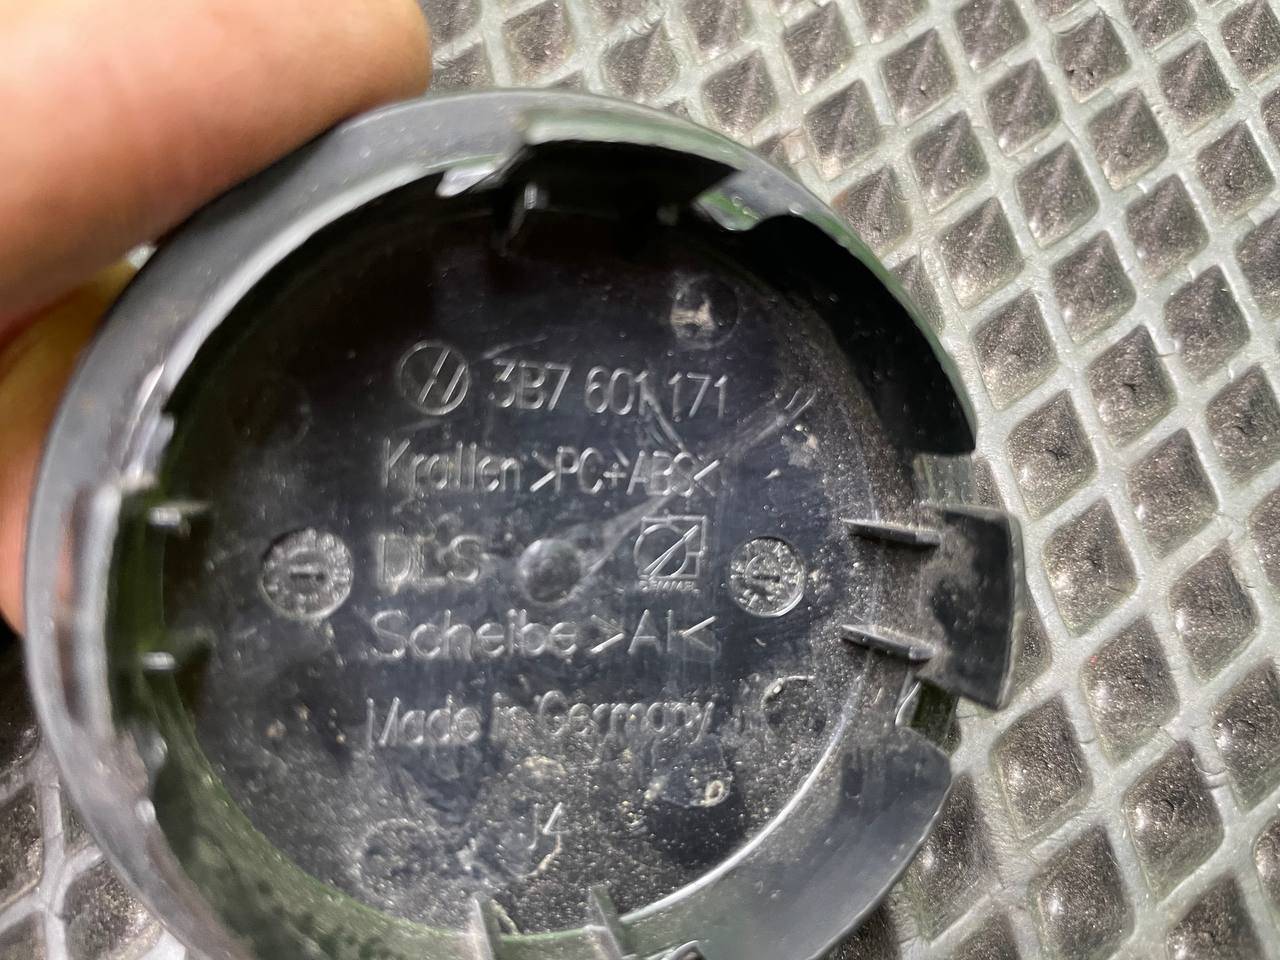 3B7 601 171
Krallen >PC+ABS<
DLS
Scheibe >Al<
Made in Germany